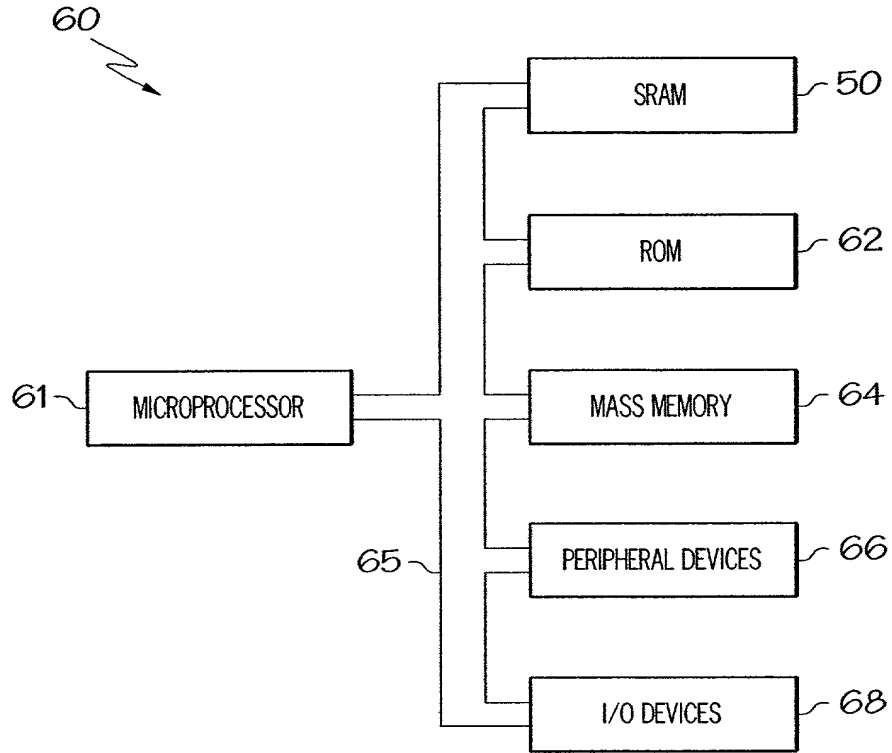 60
SRAM
50
ROM
62
61
MICROPROCESSOR
MASS MEMORY
64
65
PERIPHERAL DEVICES
66
I/O DEVICES
68